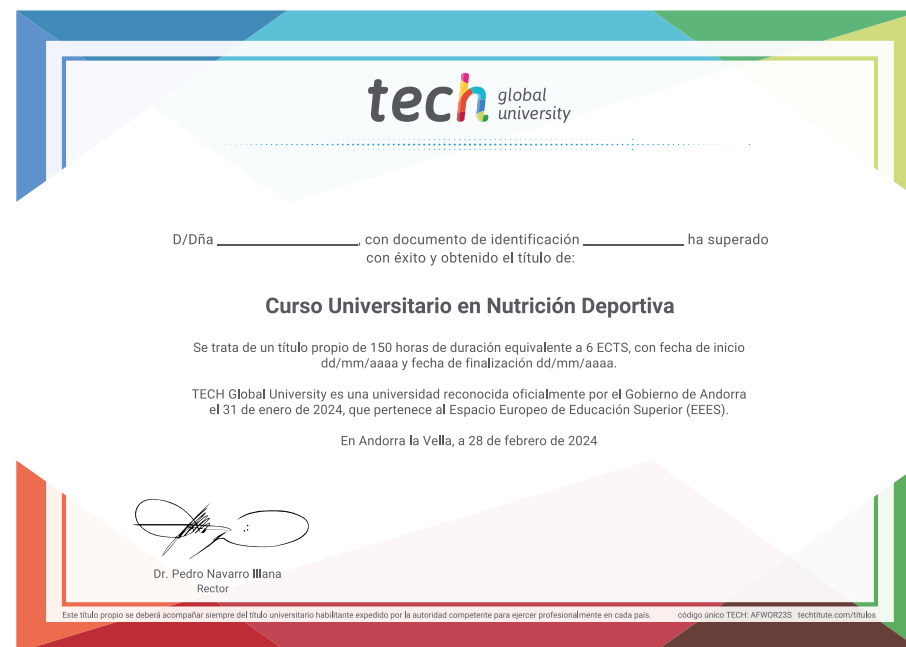 tech global university
D/Dña ____________________, con documento de identificación ______________ ha superado
con éxito y obtenido el título de:
Curso Universitario en Nutrición Deportiva
Se trata de un título propio de 150 horas de duración equivalente a 6 ECTS, con fecha de inicio
dd/mm/aaaa y fecha de finalización dd/mm/aaaa.
TECH Global University es una universidad reconocida oficialmente por el Gobierno de Andorra
el 31 de enero de 2024, que pertenece al Espacio Europeo de Educación Superior (EEES).
En Andorra la Vella, a 28 de febrero de 2024
Dr. Pedro Navarro Illana
Rector
Este título propio se deberá acompañar siempre del título universitario habilitante expedido por la autoridad competente para ejercer profesionalmente en cada país. código único TECH: AFWOR23S techtitute.com/titulos